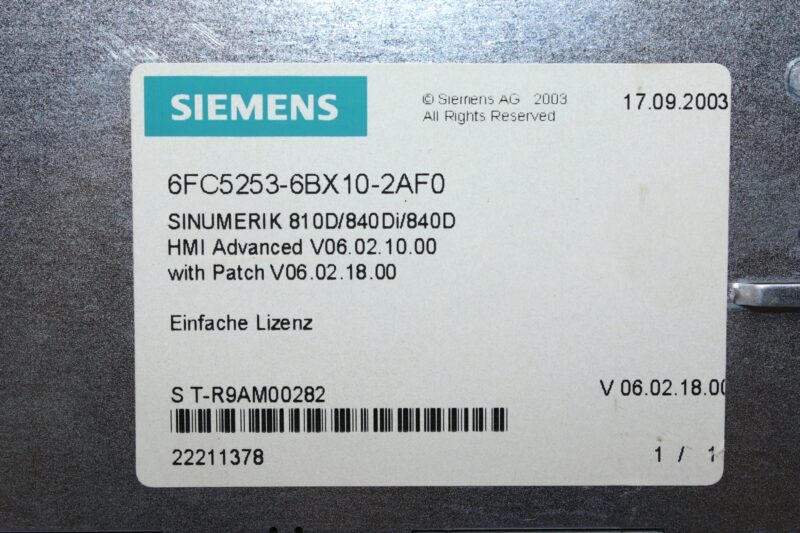 SIEMENS
© Siemens AG 2003
All Rights Reserved
17.09.2003
6FC5253-6BX10-2AF0
SINUMERIK 810D/840Di/840D
HMI Advanced V06.02.10.00
with Patch V06.02.18.00
Einfache Lizenz
S T-R9AM00282
V 06.02.18.00
22211378
1 / 1